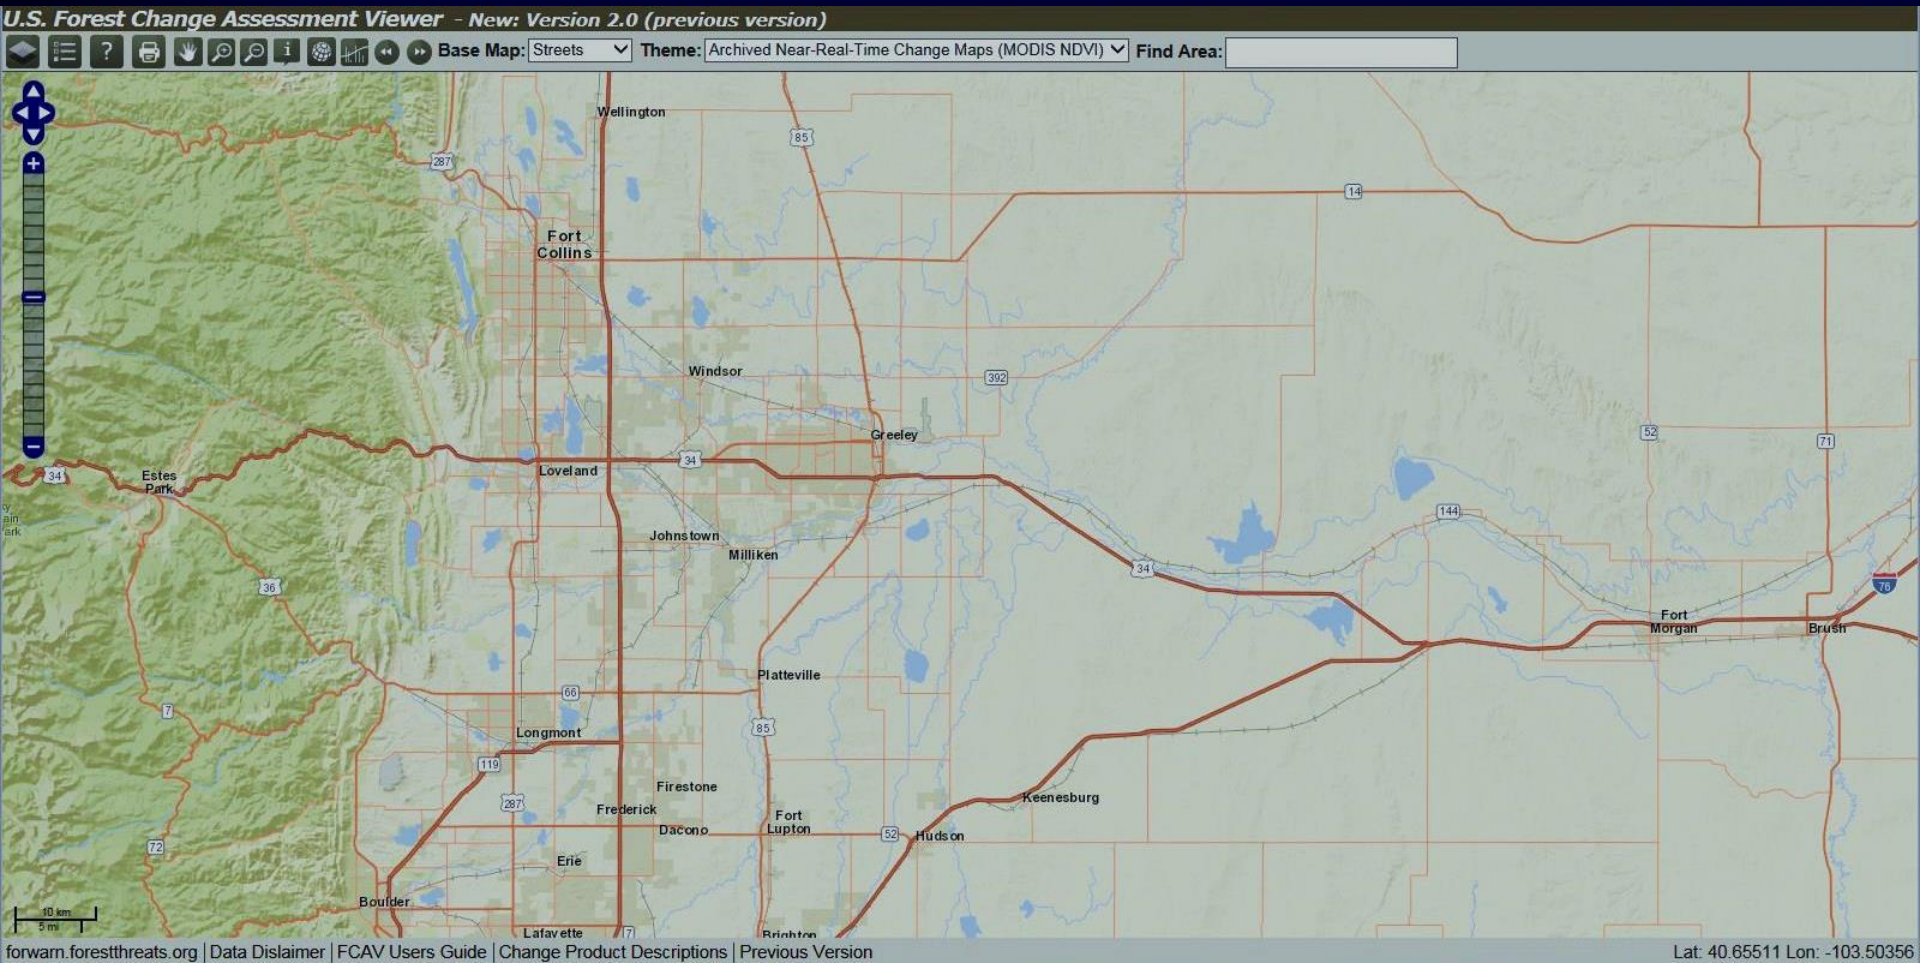 U.S. Forest Change Assessment Viewer - New: Version 2.0 (previous version)
? i Base Map: Streets Theme: Archived Near-Real-Time Change Maps (MODIS NDVI) Find Area:
Wellington
85
287
14
Fort
Collins
Windsor
392
Greeley
52
71
34
Loveland
34
Estes
Park
ain
ark
144
Johnstown
Milliken
34
36
76
Fort
Morgan
Brush
Platteville
66
7
85
Longmont
119
Firestone
287
Frederick
Fort
Lupton
Dacono
52
Hudson
Keenesburg
72
Erie
Boulder
10 km
5 mi
Lafayette
7
Brighton
forwarn.forestthreats.org | Data Dislaimer | FCAV Users Guide | Change Product Descriptions | Previous Version
Lat: 40.65511 Lon: -103.50356